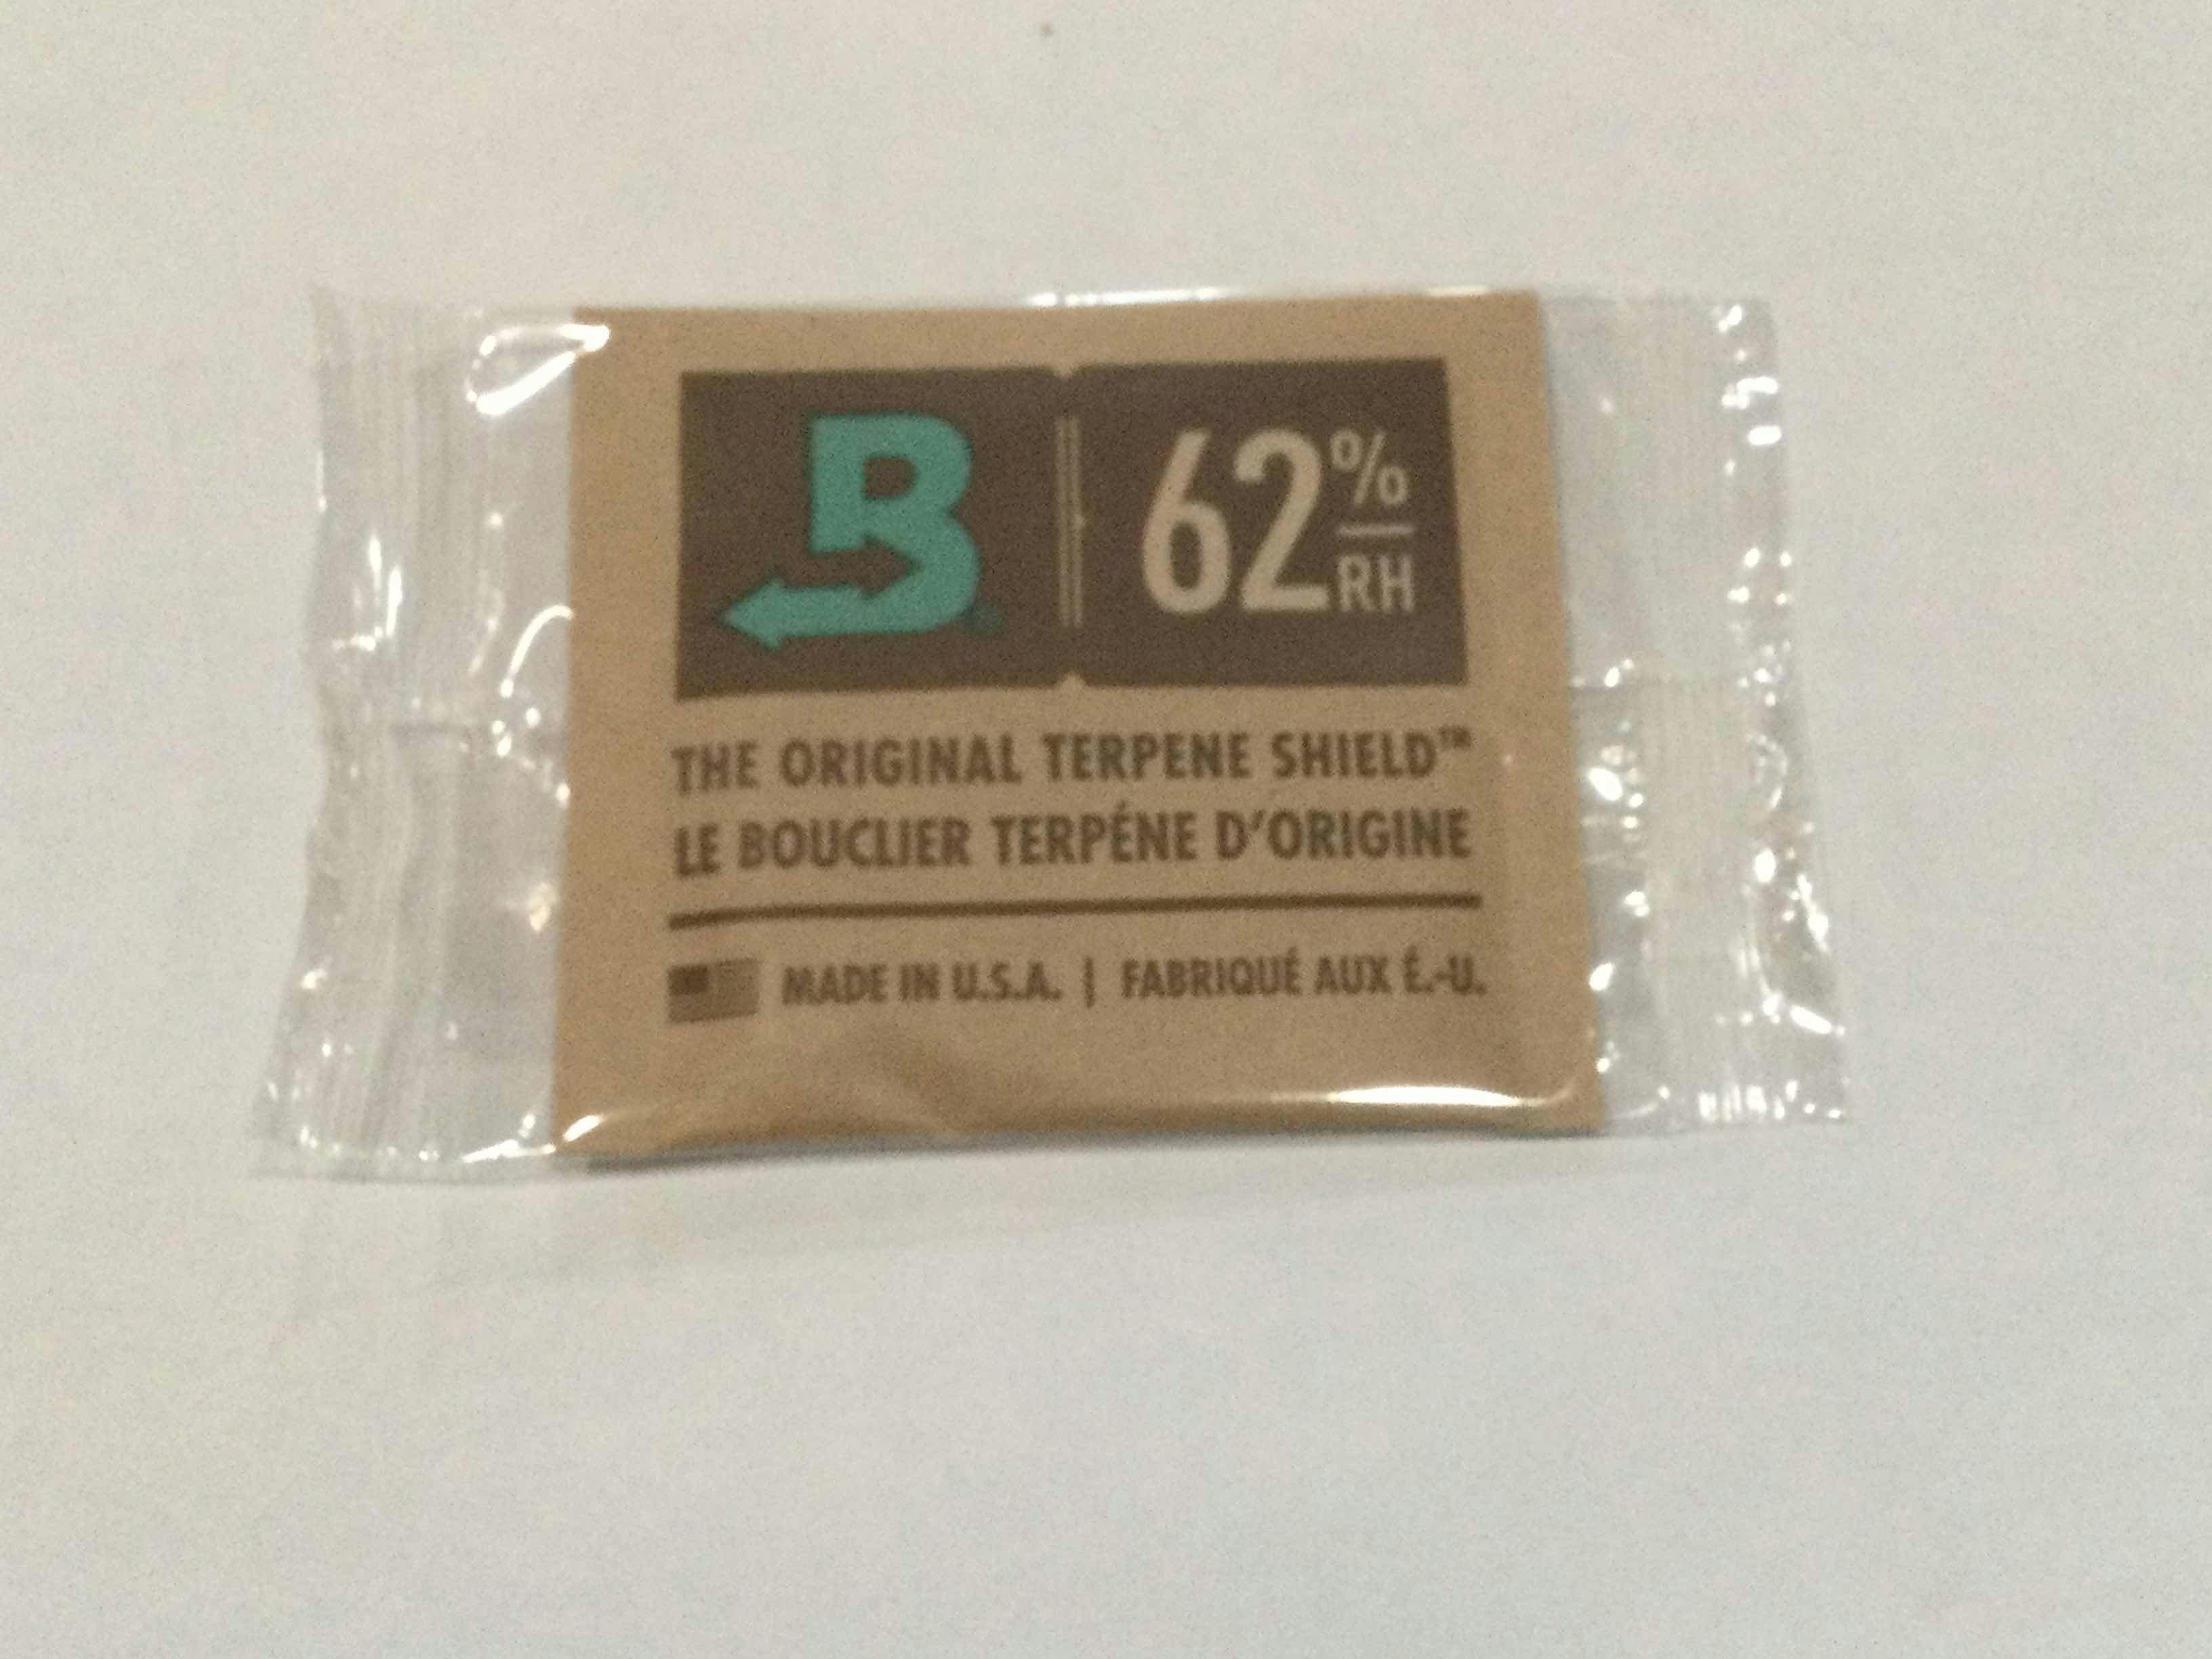 B 62% RH
THE ORIGINAL TERPENE SHIELD™
LE BOUCLIER TERPÉNE D'ORIGINE
MADE IN U.S.A. | FABRIQUÉ AUX É.-U.